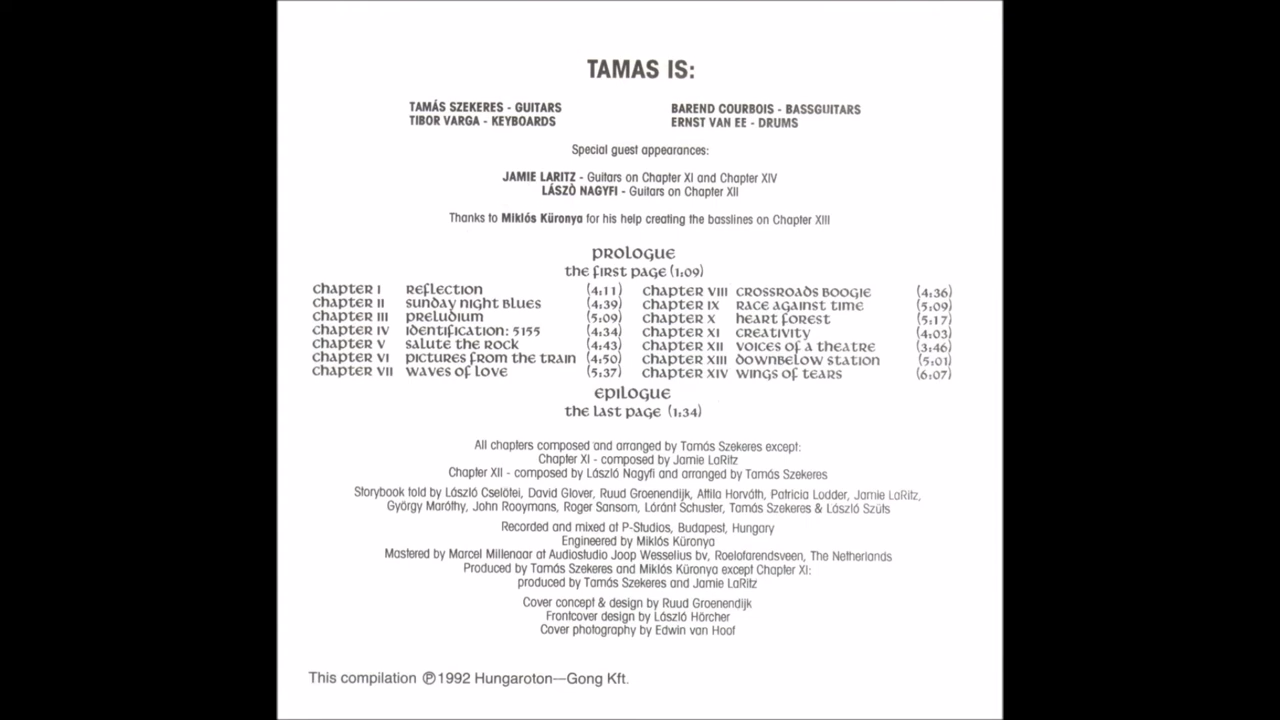 TAMAS IS:
TAMÁS SZEKERES - GUITARS
TIBOR VARGA - KEYBOARDS
BAREND COURBOIS - BASSGUITARS
ERNST VAN EE - DRUMS
Special guest appearances:
JAMIE LARITZ - Guitars on Chapter XI and Chapter XIV
LÁSZÒ NAGYFI - Guitars on Chapter XII
Thanks to Miklós Küronya for his help creating the basslines on Chapter XIII
PROLOGUE
the first page (1:09)
chapter I reflection (4:11)
chapter II sunday night blues (4:39)
chapter III preludium (5:09)
chapter IV identification: 5155 (4:34)
chapter V salute the rock (4:43)
chapter VI pictures from the train (4:50)
chapter VII waves of love (5:37)
chapter VIII crossroads boogie (4:36)
chapter IX race against time (5:09)
chapter X heart forest (5:17)
chapter XI creativity (4:03)
chapter XII voices of a theatre (3:46)
chapter XIII downbelow station (5:01)
chapter XIV wings of tears (6:07)
epilogue
the last page (1:34)
All chapters composed and arranged by Tamás Szekeres except:
Chapter XI - composed by Jamie LaRitz
Chapter XII - composed by László Nagyfi and arranged by Tamás Szekeres
Storybook told by László Cselötei, David Glover, Ruud Groenendijk, Attila Horváth, Patricia Lodder, Jamie LaRitz,
György Maróthy, John Rooymans, Roger Sansom, Lóránt Schuster, Tamás Szekeres & László Szüts
Recorded and mixed at P-Studios, Budapest, Hungary
Engineered by Miklós Küronya
Mastered by Marcel Millenaar at Audiostudio Joop Wesselius bv, Roelofarendsveen, The Netherlands
Produced by Tamás Szekeres and Miklós Küronya except Chapter XI:
produced by Tamás Szekeres and Jamie LaRitz
Cover concept & design by Ruud Groenendijk
Frontcover design by László Hörcher
Cover photography by Edwin van Hoof
This compilation ℗1992 Hungaroton—Gong Kft.